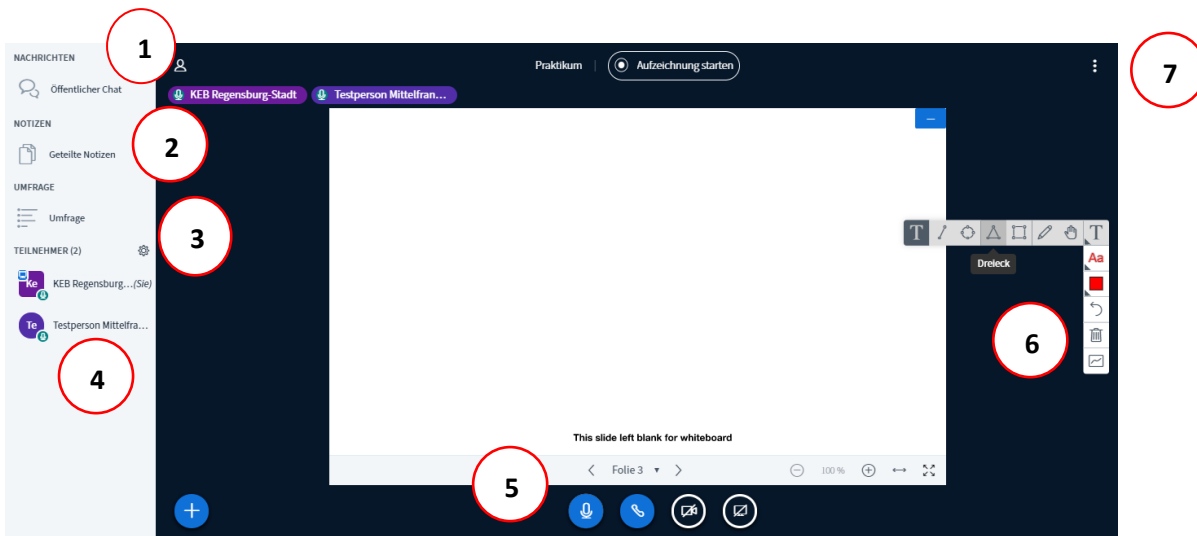 1
NACHRICHTEN
Öffentlicher Chat
2
NOTIZEN
Geteilte Notizen
UMFRAGE
Umfrage
3
TEILNEHMER (2)
Ke
KEB Regensburg...(Sie)
Te
Testperson Mittelfra...
4
Praktikum | Aufzeichnung starten
7
KEB Regensburg-Stadt
Testperson Mittelfran...
T T
Dreieck
Aa
6
This slide left blank for whiteboard
Folie 3
100 %
5